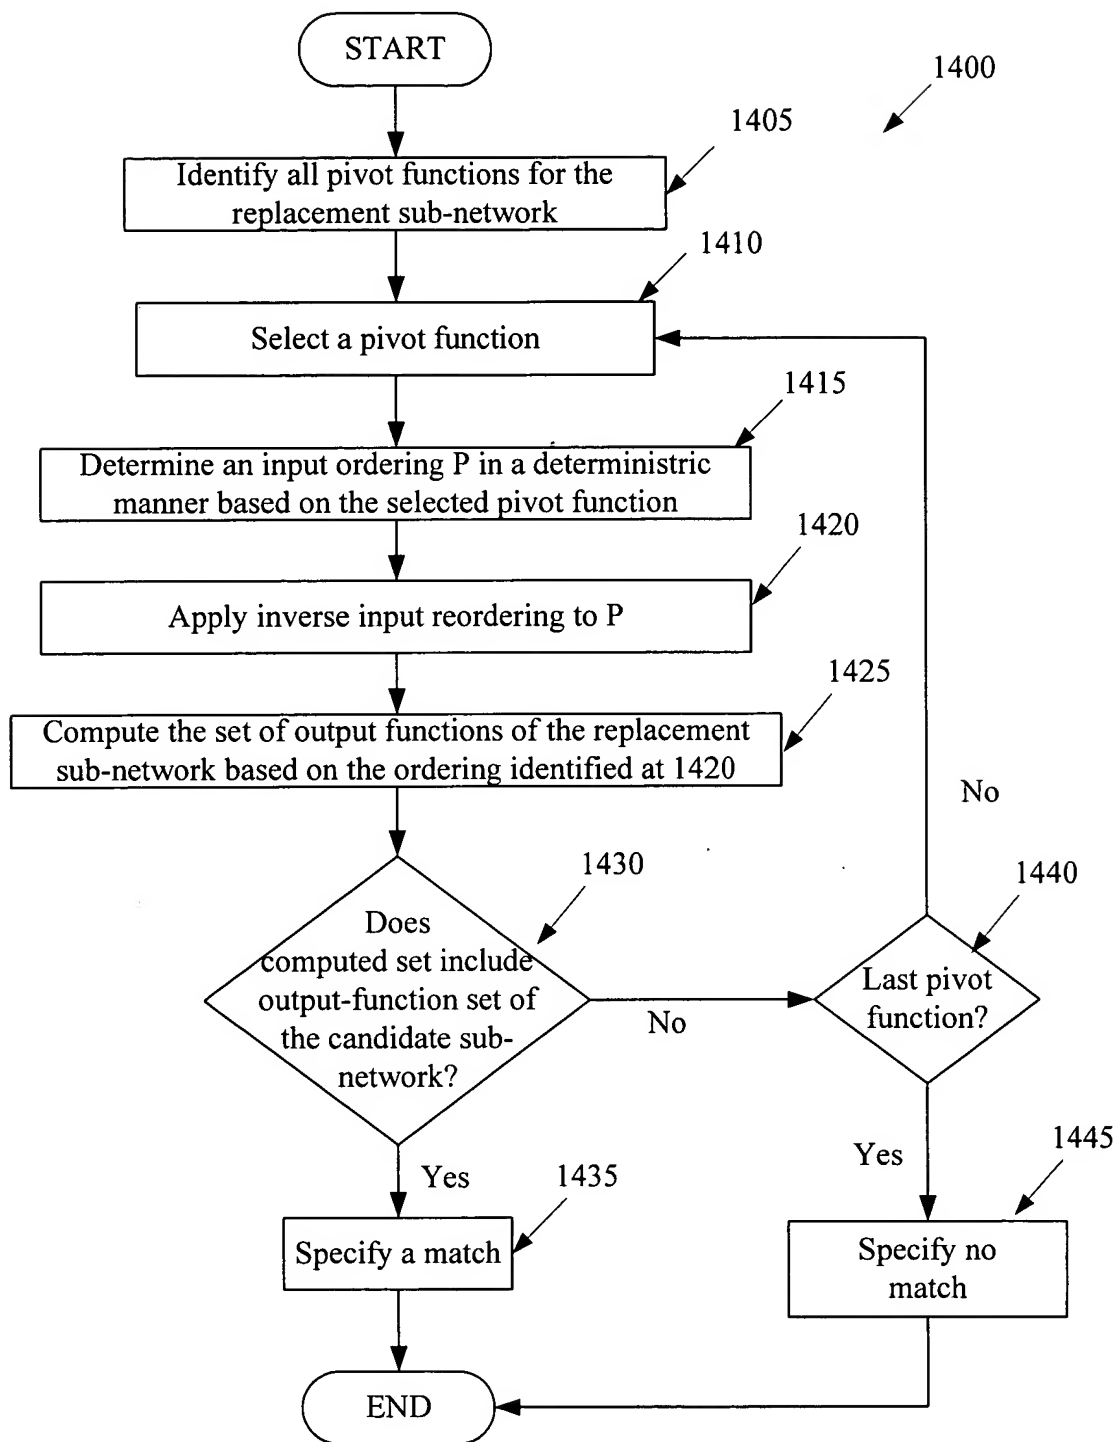 START
1400
1405
Identify all pivot functions for the
replacement sub-network
1410
Select a pivot function
1415
Determine an input ordering P in a deterministric
manner based on the selected pivot function
1420
Apply inverse input reordering to P
1425
Compute the set of output functions of the replacement
sub-network based on the ordering identified at 1420
No
1430
1440
Does
computed set include
output-function set of
the candidate sub-
network?
No
Last pivot
function?
Yes
1435
Yes
1445
Specify a match
Specify no
match
END